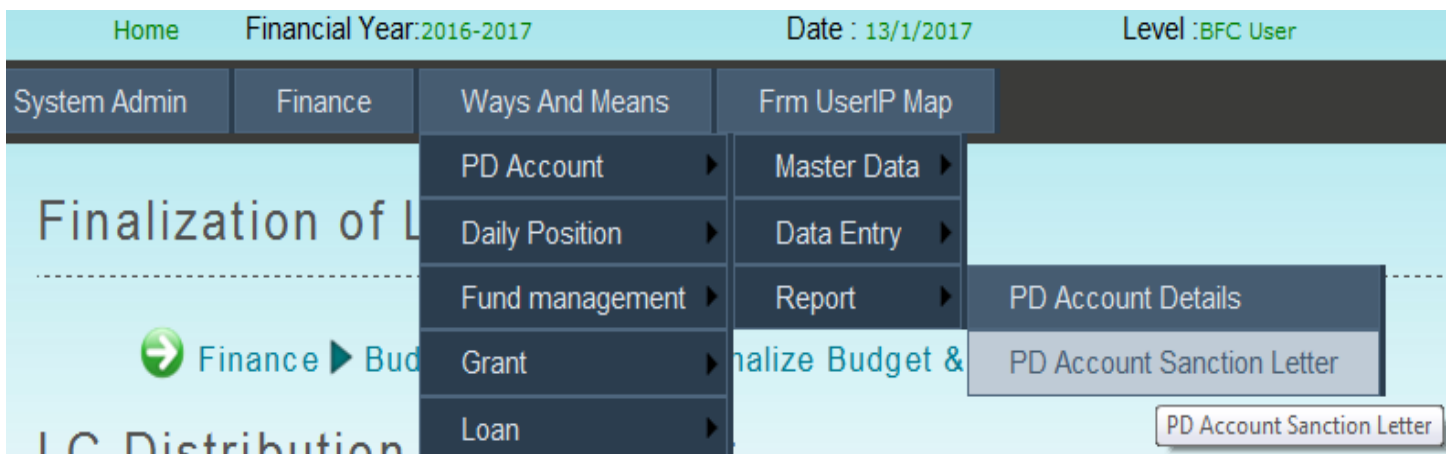 Home Financial Year:2016-2017 Date : 13/1/2017 Level :BFC User
System Admin Finance Ways And Means Frm UserIP Map
PD Account Master Data
Finalization of L
Daily Position Data Entry
Fund management Report PD Account Details
Finance Bud Grant nalize Budget & PD Account Sanction Letter
PD Account Sanction Letter
LC Distribution Loan